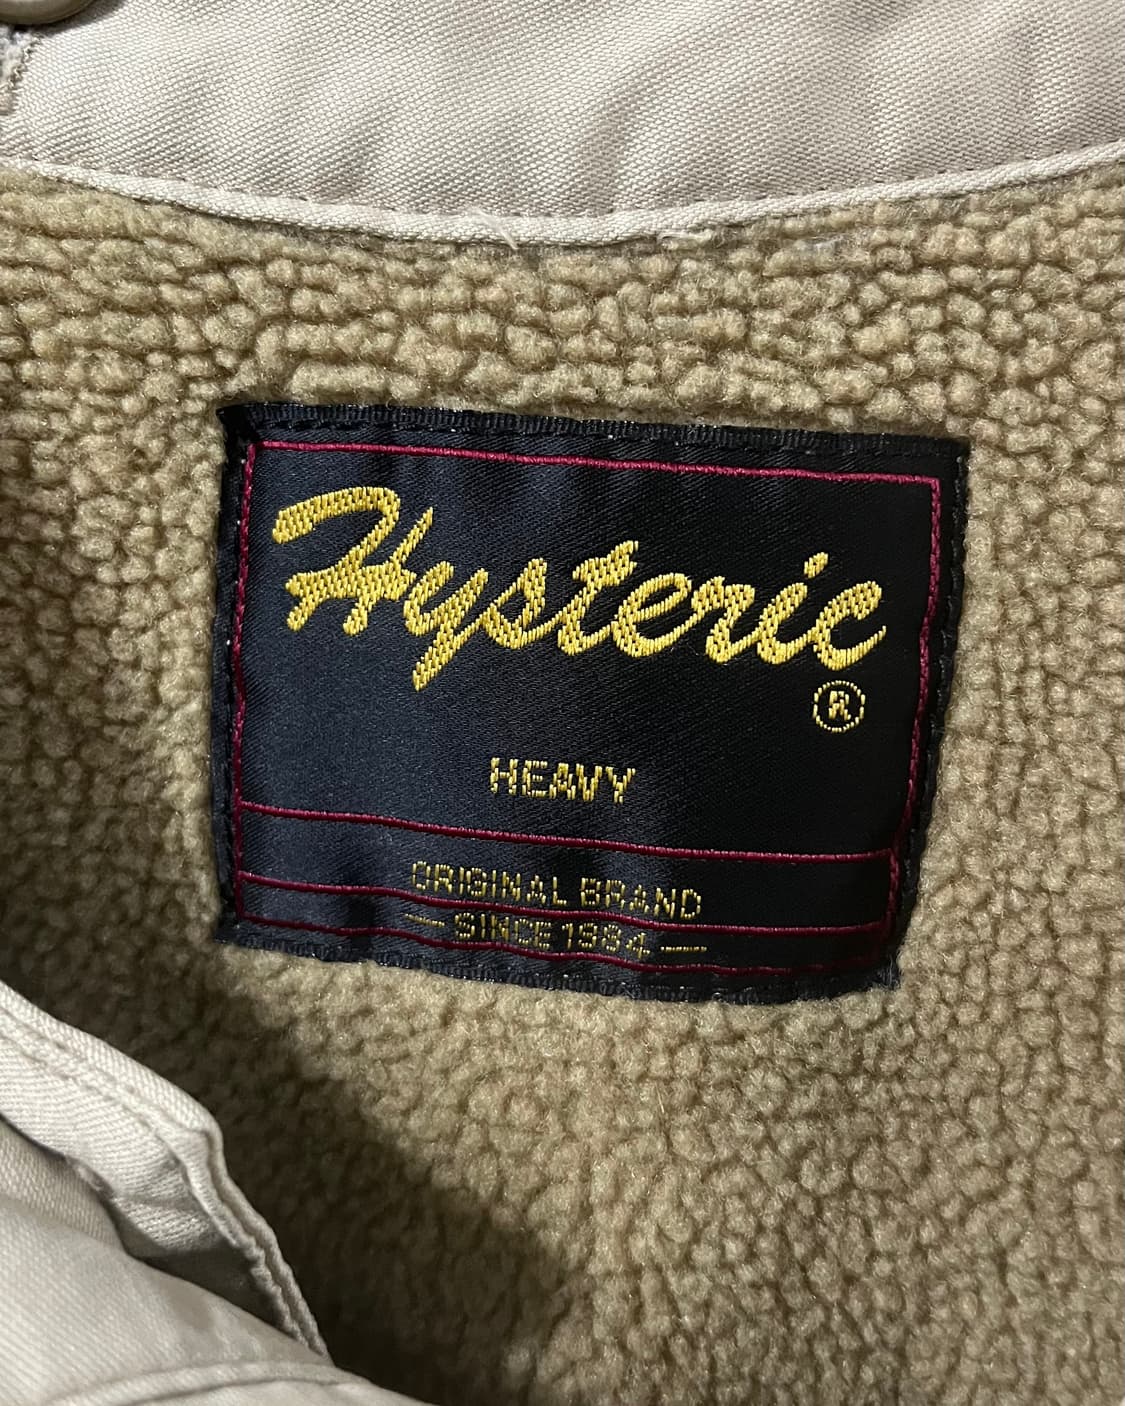 Hysteric
®
HEAVY
ORIGINAL BRAND
— SINCE 1984 —